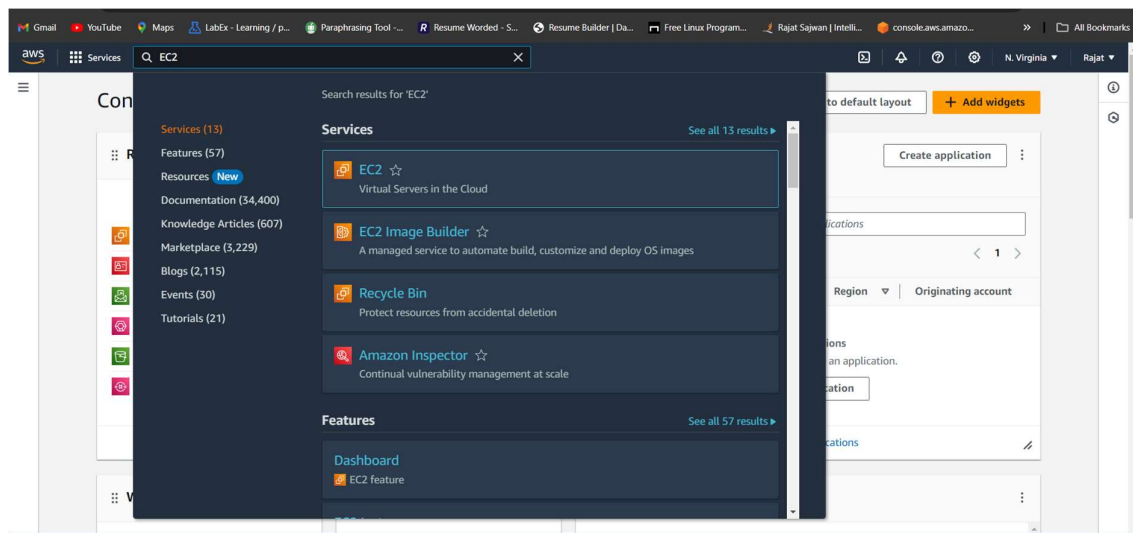 Gmail YouTube Maps LabEx - Learning / p... Paraphrasing Tool -... Resume Worded - S... Resume Builder | Da... Free Linux Program... Rajat Sajwan | Intelli... console.aws.amazo... » All Bookmarks
aws Services EC2 N. Virginia Rajat
Con
Search results for 'EC2'
to default layout + Add widgets
Services (13)
Features (57)
Resources New
Documentation (34,400)
Knowledge Articles (607)
Marketplace (3,229)
Blogs (2,115)
Events (30)
Tutorials (21)
Services See all 13 results
EC2
Virtual Servers in the Cloud
EC2 Image Builder
A managed service to automate build, customize and deploy OS images
Recycle Bin
Protect resources from accidental deletion
Amazon Inspector
Continual vulnerability management at scale
Features See all 57 results
Dashboard
EC2 feature
R
Create application
lications
1
Region Originating account
ions
an application.
cation
cations